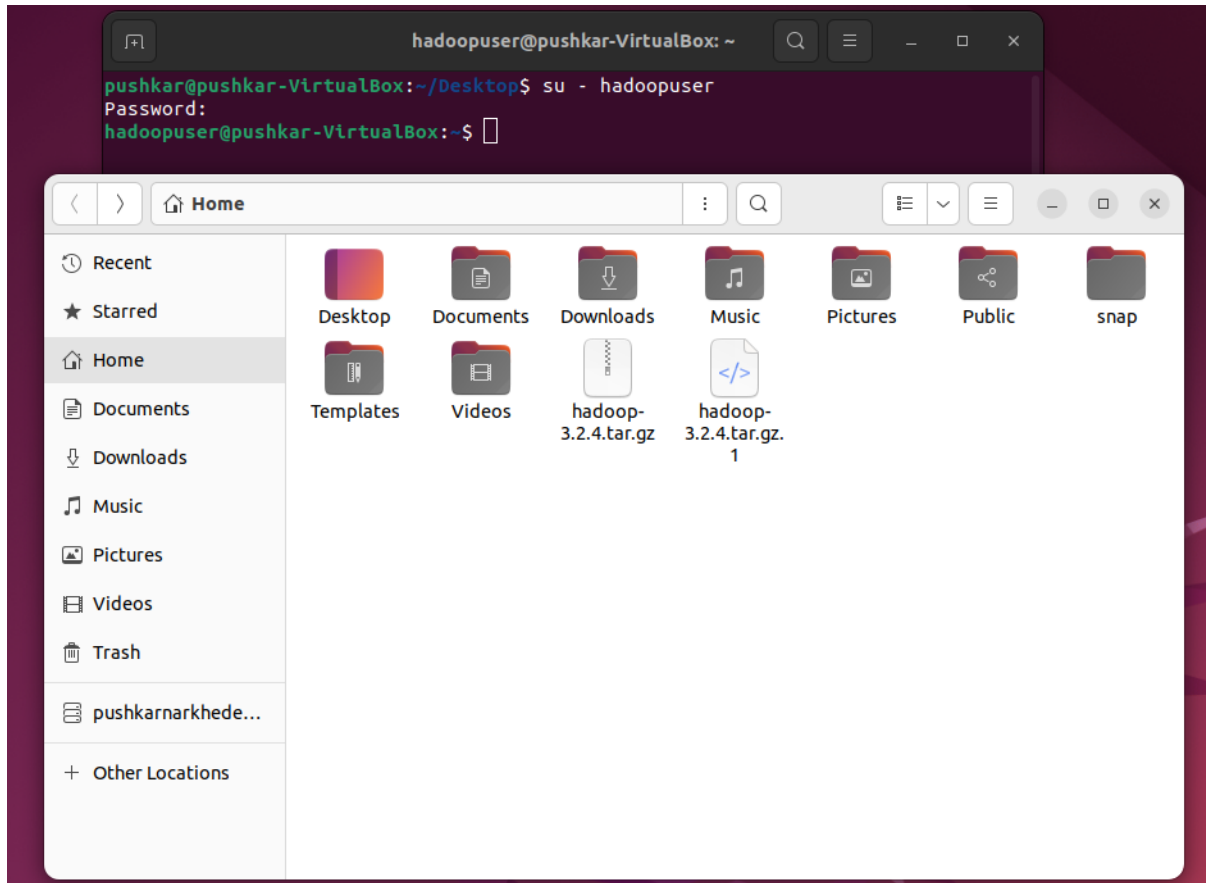 hadoopuser@pushkar-VirtualBox: ~
pushkar@pushkar-VirtualBox:~/Desktop$ su - hadoopuser
Password:
hadoopuser@pushkar-VirtualBox:~$
Home
Recent
Starred
Home
Documents
Downloads
Music
Pictures
Videos
Trash
pushkarnarkhede...
+ Other Locations
Desktop
Documents
Downloads
Music
Pictures
Public
snap
Templates
Videos
hadoop-
3.2.4.tar.gz
hadoop-
3.2.4.tar.gz.
1